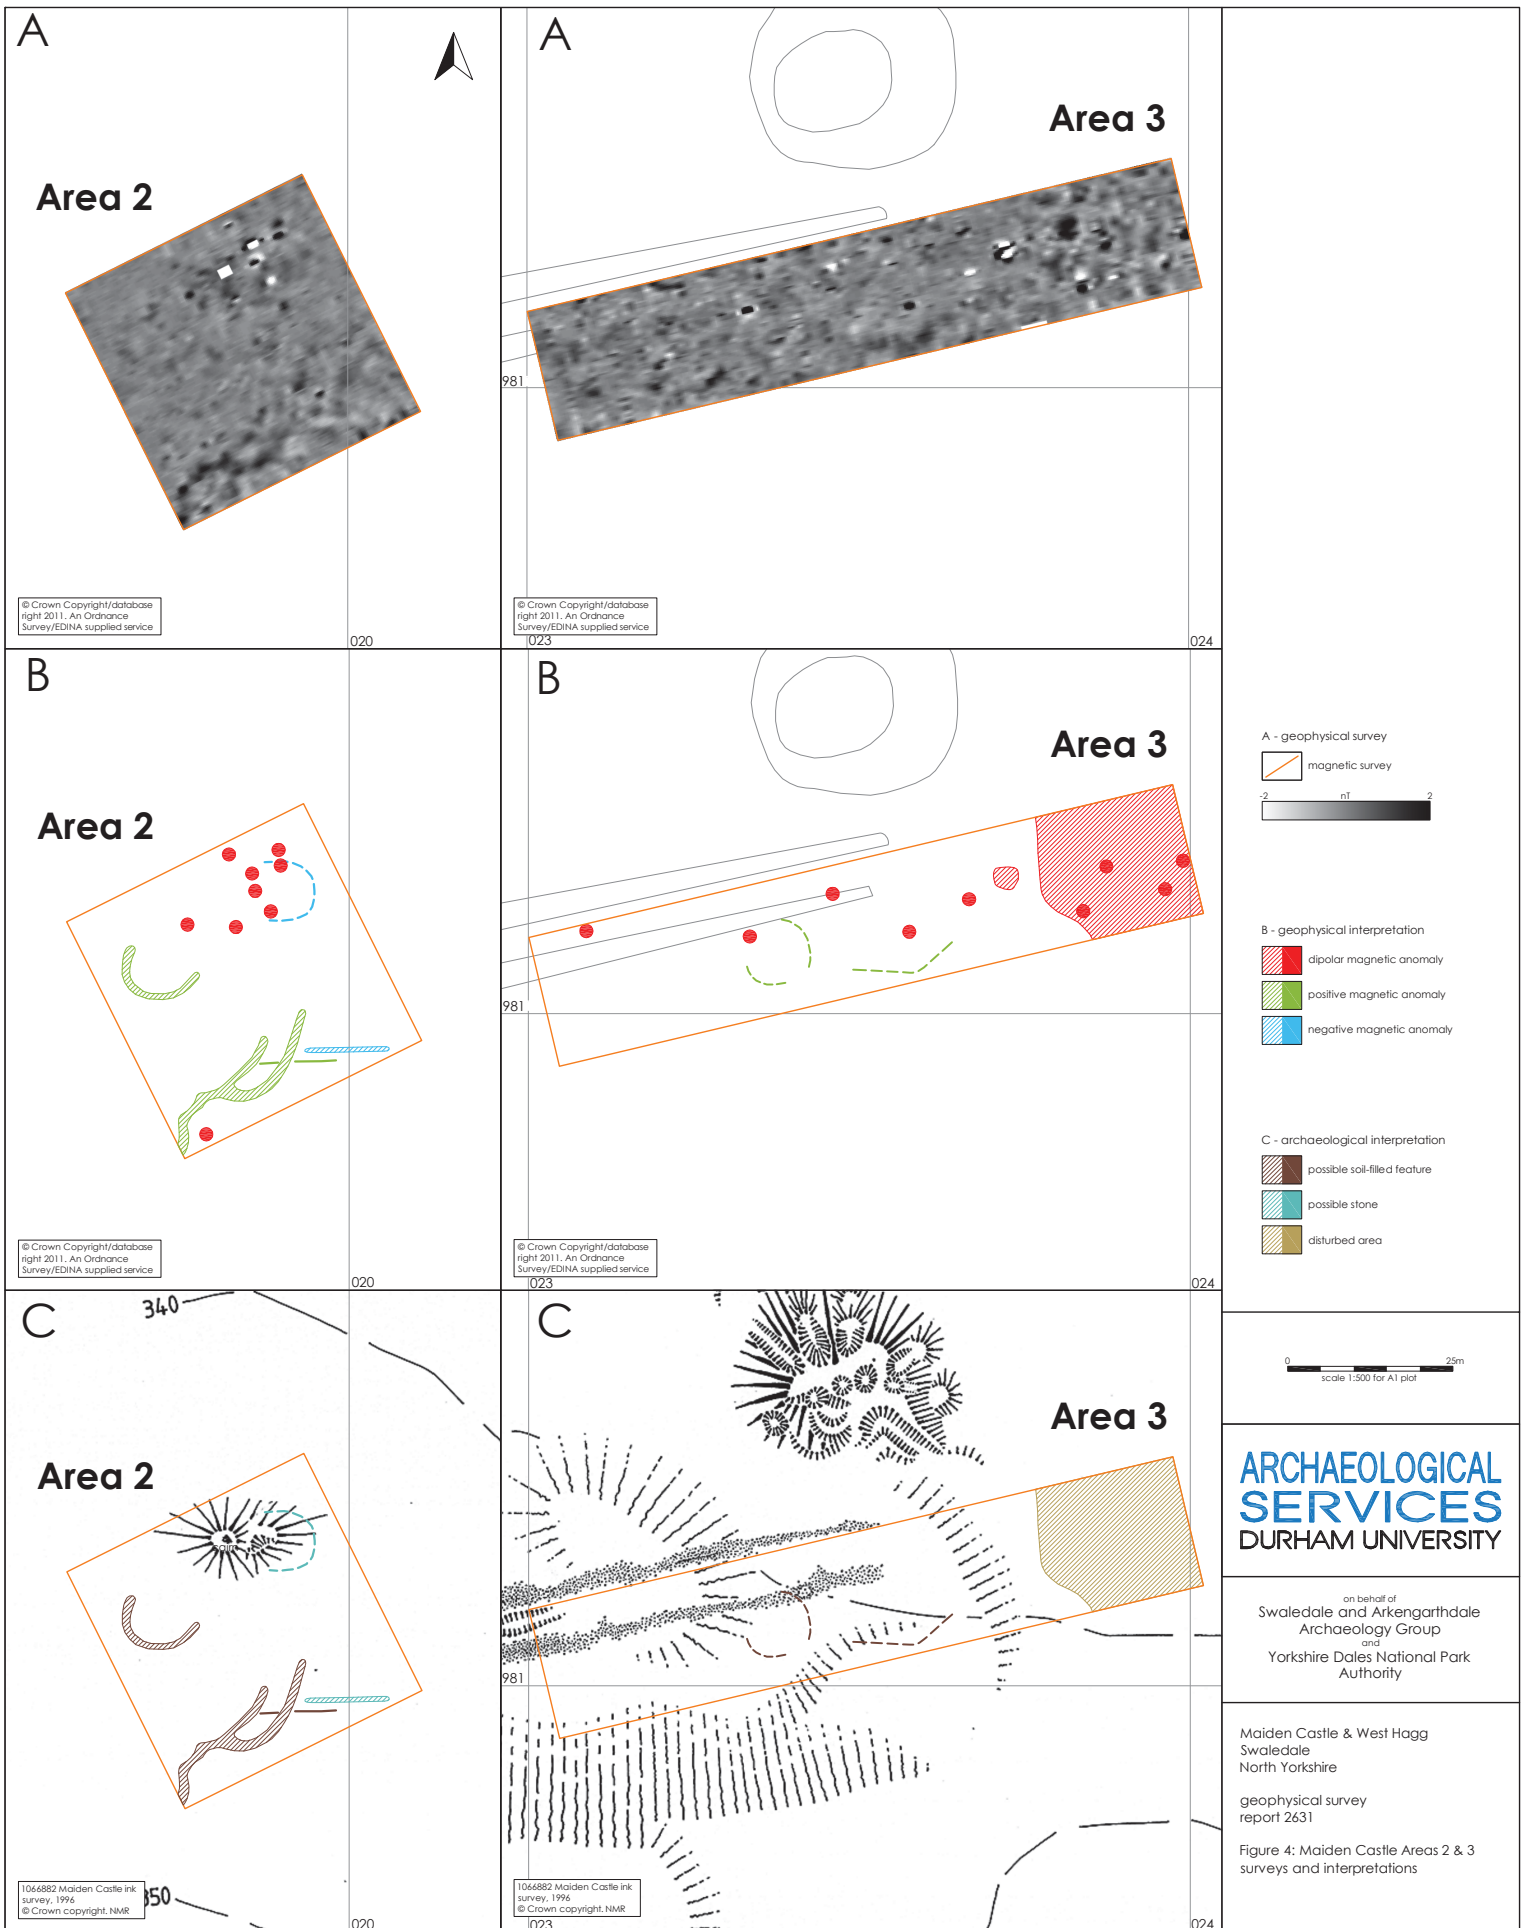 A
Area 2
© Crown Copyright/database
right 2011. An Ordnance
Survey/EDINA supplied service
020
A
Area 3
981
© Crown Copyright/database
right 2011. An Ordnance
Survey/EDINA supplied service
023
024
B
Area 2
© Crown Copyright/database
right 2011. An Ordnance
Survey/EDINA supplied service
020
B
Area 3
981
© Crown Copyright/database
right 2011. An Ordnance
Survey/EDINA supplied service
023
024
C
340
Area 2
cairn
1066882 Maiden Castle ink
survey, 1996
© Crown copyright. NMR
350
020
C
Area 3
981
1066882 Maiden Castle ink
survey, 1996
© Crown copyright. NMR
023
024
A - geophysical survey
magnetic survey
-2 nT 2
B - geophysical interpretation
dipolar magnetic anomaly
positive magnetic anomaly
negative magnetic anomaly
C - archaeological interpretation
possible soil-filled feature
possible stone
disturbed area
0 25m
scale 1:500 for A1 plot
ARCHAEOLOGICAL
SERVICES
DURHAM UNIVERSITY
on behalf of
Swaledale and Arkengarthdale
Archaeology Group
and
Yorkshire Dales National Park
Authority
Maiden Castle & West Hagg
Swaledale
North Yorkshire
geophysical survey
report 2631
Figure 4: Maiden Castle Areas 2 & 3
surveys and interpretations